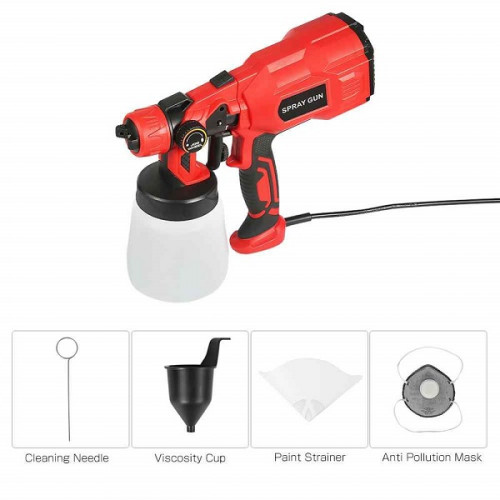 SPRAY GUN
Cleaning Needle
Viscosity Cup
Paint Strainer
Anti Pollution Mask